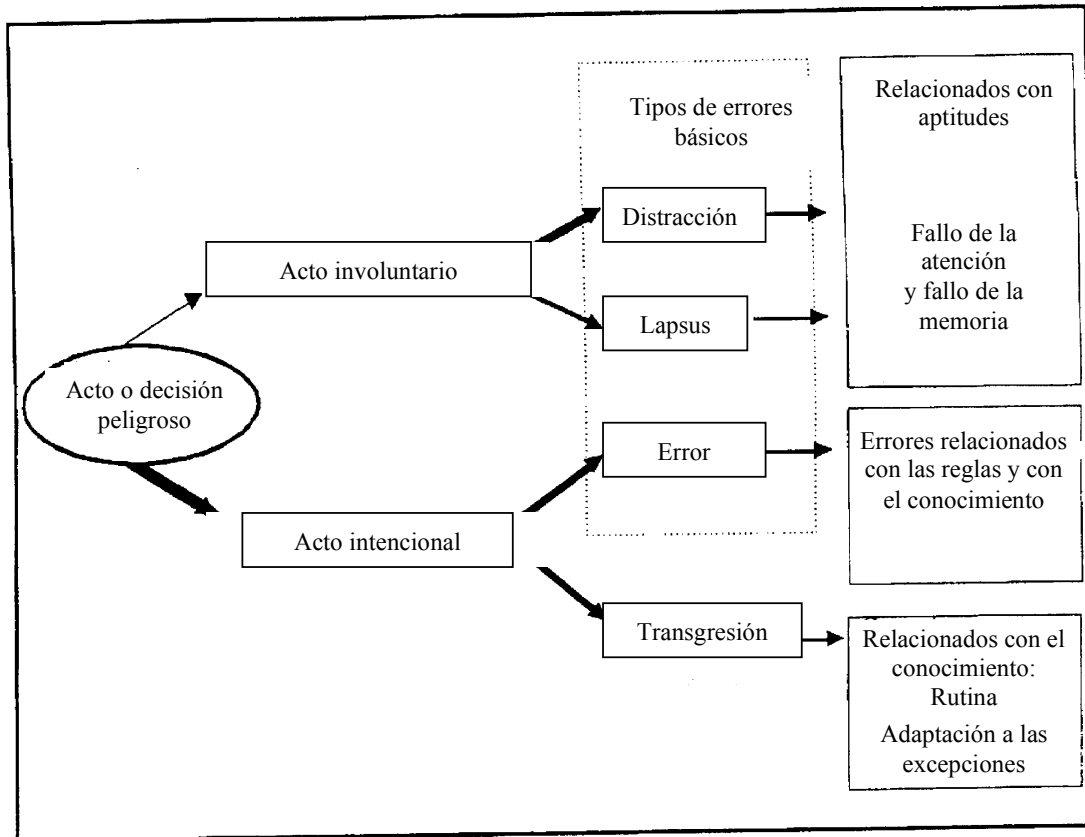 Tipos de errores
básicos
Relacionados con
aptitudes
Distracción
Fallo de la
atención
y fallo de la
memoria
Acto involuntario
Lapsus
Acto o decisión
peligroso
Error
Errores relacionados
con las reglas y con
el conocimiento
Acto intencional
Transgresión
Relacionados con el
conocimiento:
Rutina
Adaptación a las
excepciones